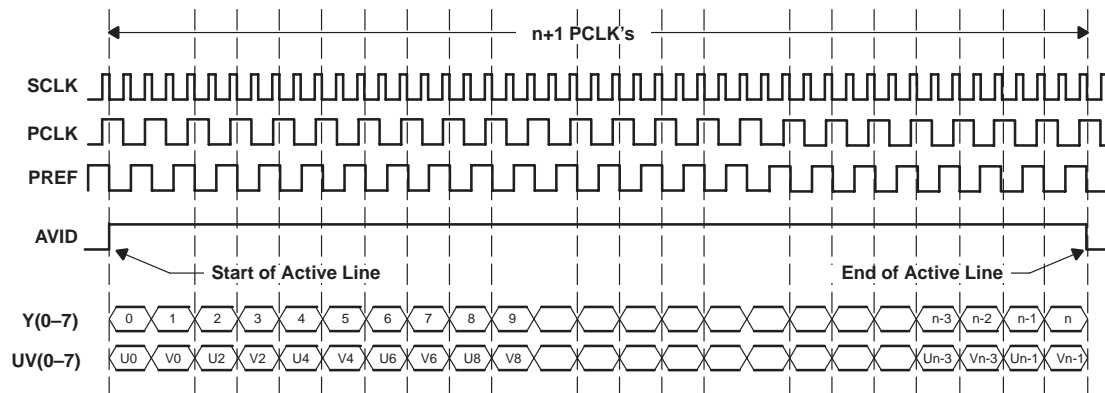 n+1 PCLK's
SCLK
PCLK
PREF
AVID
Start of Active Line End of Active Line
Y(0–7) 0 1 2 3 4 5 6 7 8 9 n-3 n-2 n-1 n
UV(0–7) U0 V0 U2 V2 U4 V4 U6 V6 U8 V8 Un-3 Vn-3 Un-1 Vn-1